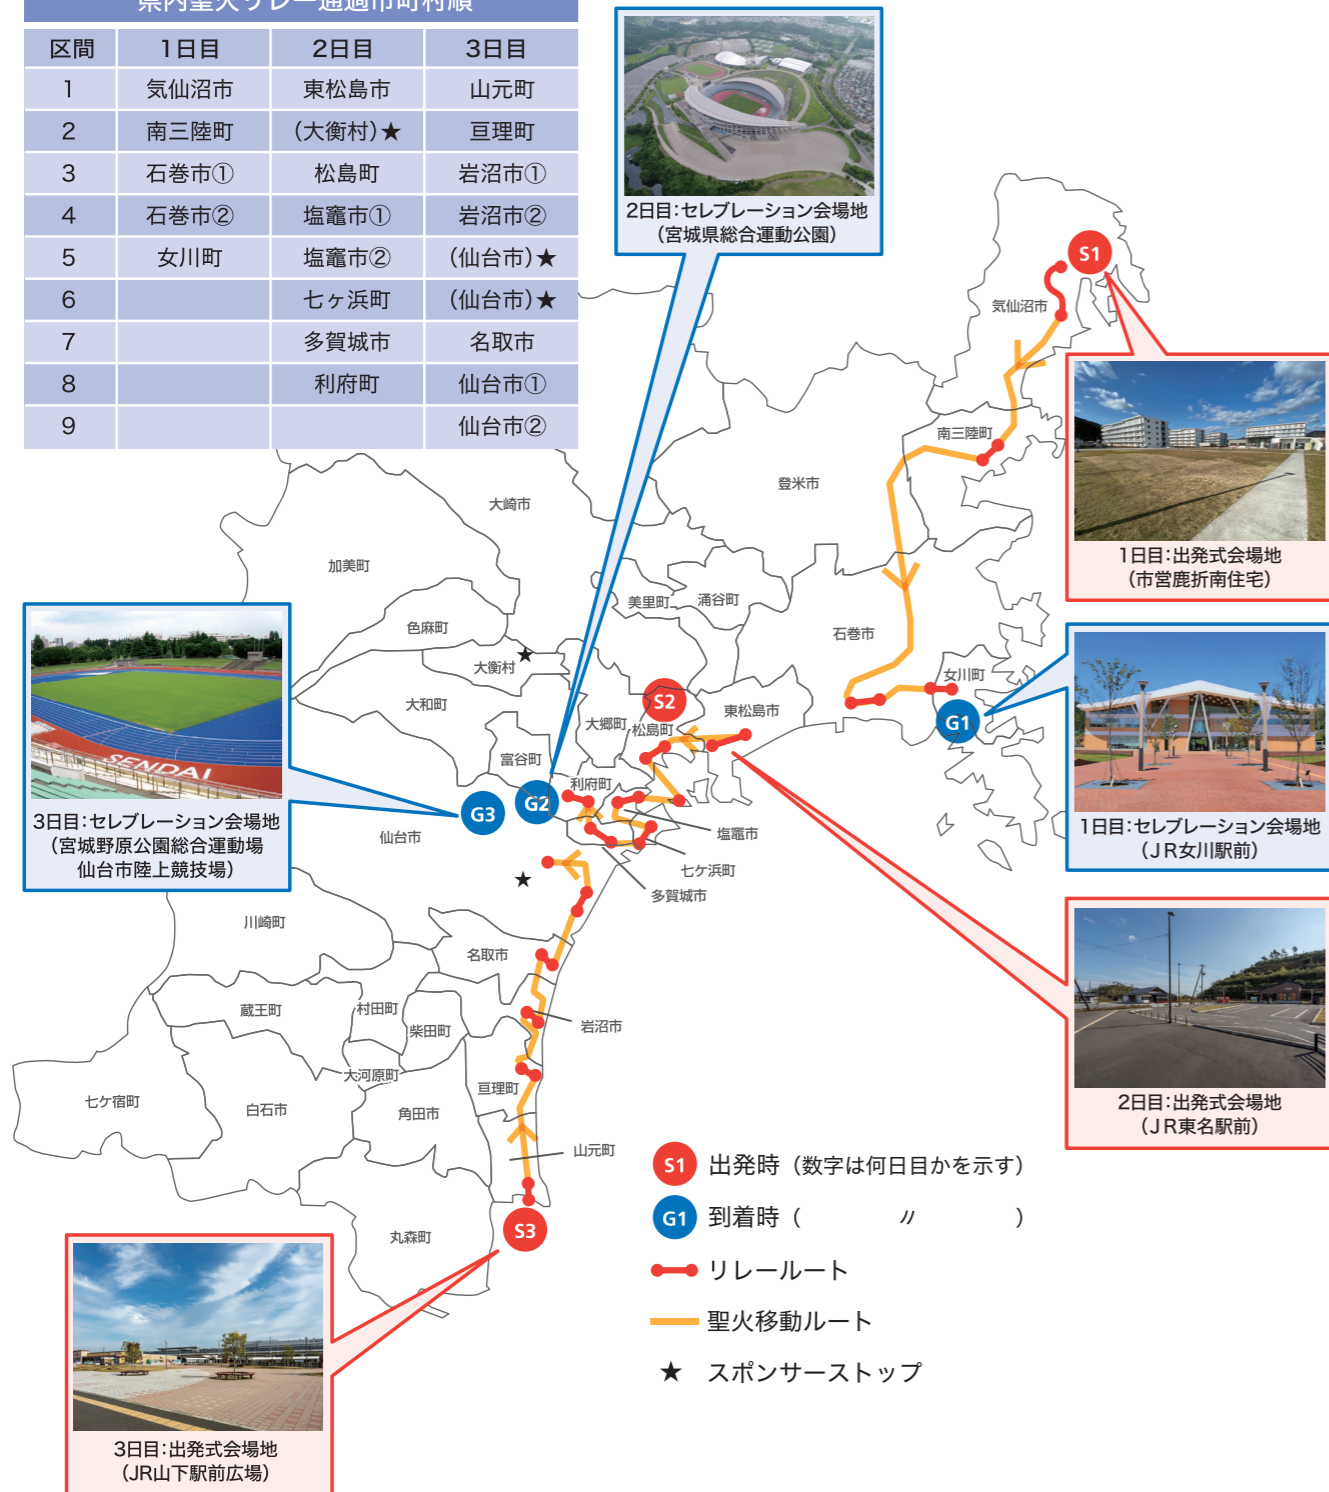 県内聖火リレー通過市町村順
区間 1日目 2日目 3日目
1 気仙沼市 東松島市 山元町
2 南三陸町 (大衡村)★ 亘理町
3 石巻市① 松島町 岩沼市①
4 石巻市② 塩竈市① 岩沼市②
5 女川町 塩竈市② (仙台市)★
6 七ヶ浜町 (仙台市)★
7 多賀城市 名取市
8 利府町 仙台市①
9 仙台市②
2日目:セレブレーション会場地
(宮城県総合運動公園)
S1
気仙沼市
1日目:出発式会場地
(市営鹿折南住宅)
南三陸町
登米市
大崎市
加美町
美里町
涌谷町
色麻町
石巻市
大衡村
女川町
大和町
S2
東松島市
大郷町
松島町
G1
富谷町
利府町
G2
G3
仙台市
塩竈市
七ケ浜町
多賀城市
SENDAI
3日目:セレブレーション会場地
(宮城野原公園総合運動場
仙台市陸上競技場)
1日目:セレブレーション会場地
(JR女川駅前)
川崎町
名取市
蔵王町
村田町
柴田町
岩沼市
大河原町
亘理町
七ケ宿町
白石市
角田市
山元町
丸森町
S3
2日目:出発式会場地
(JR東名駅前)
S1 出発時(数字は何日目かを示す)
G1 到着時( 〃 )
リレールート
聖火移動ルート
★ スポンサーストップ
3日目:出発式会場地
(JR山下駅前広場)